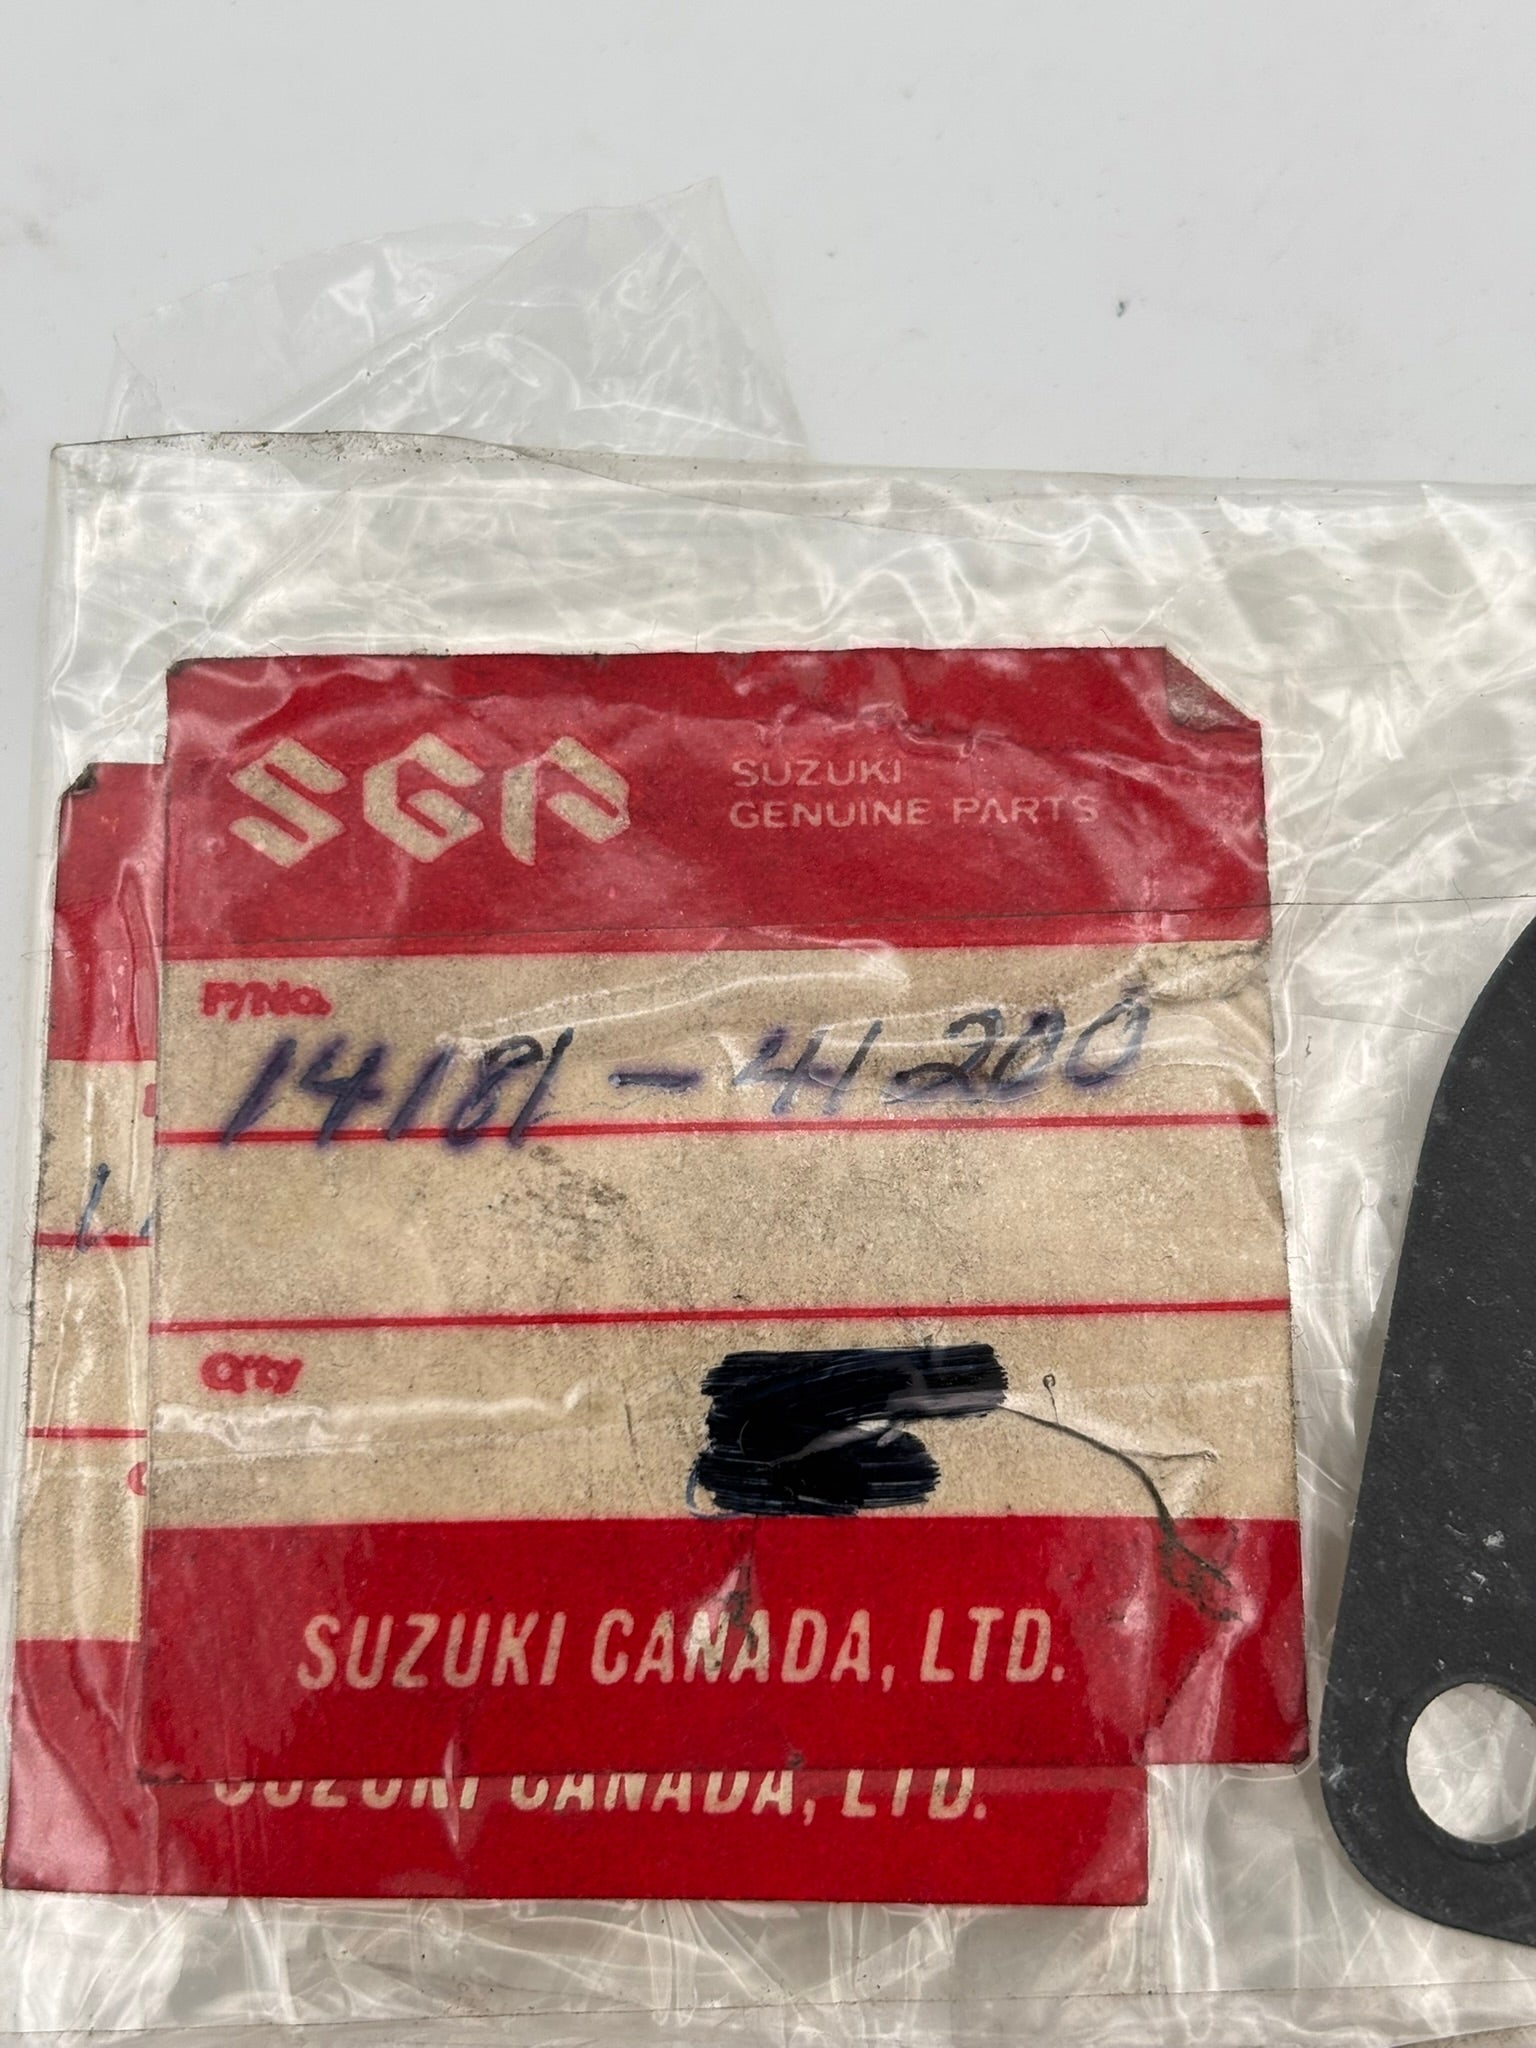 SGP
SUZUKI
GENUINE PARTS
P/No.
14181-41200
Q'ty
SUZUKI CANADA, LTD.
SUZUKI CANADA, LTD.